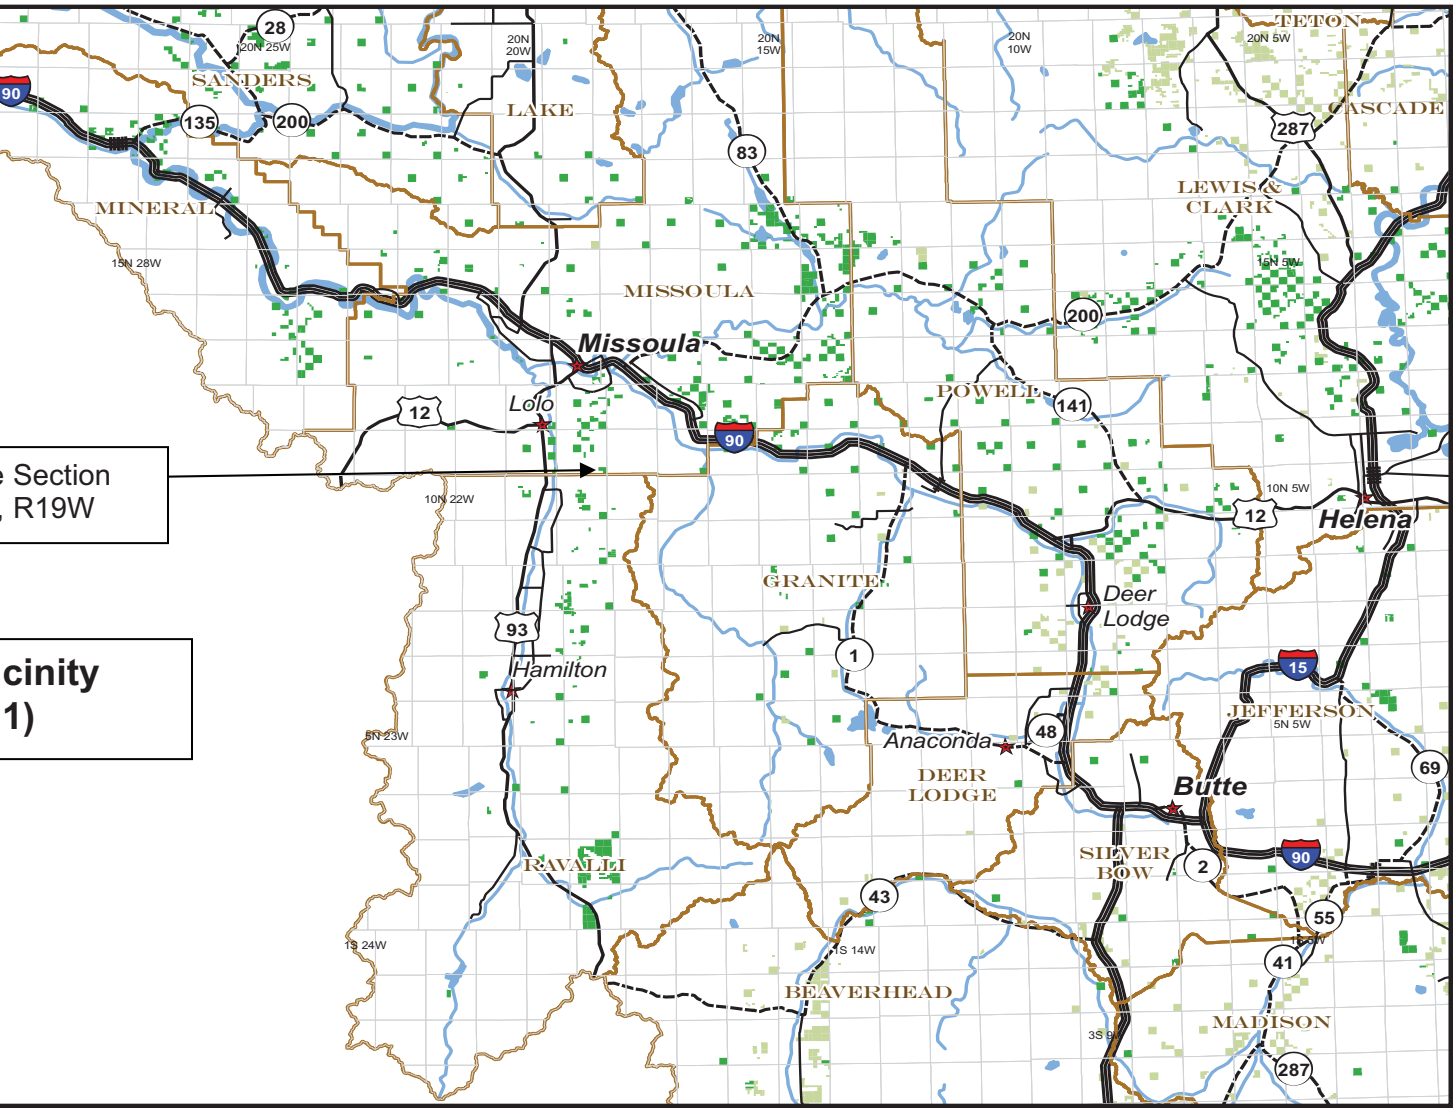 TETON
28
20N 25W
20N
20W
20N
15W
20N
10W
20N 5W
SANDERS
90
LAKE
CASCADE
135
200
287
83
LEWIS &
CLARK
MINERAL
15N 28W
15N 5W
MISSOULA
200
Missoula
POWELL
12
Lolo
141
90
e Section
, R19W
10N 22W
10N 5W
12
Helena
GRANITE
Deer
Lodge
93
1
cinity
1)
Hamilton
15
JEFFERSON
5N 5W
5N 23W
Anaconda
48
69
DEER
LODGE
Butte
RAVALLI
SILVER
BOW
2
90
43
55
1S 24W
1S 14W
41
BEAVERHEAD
MADISON
3S 9W
287